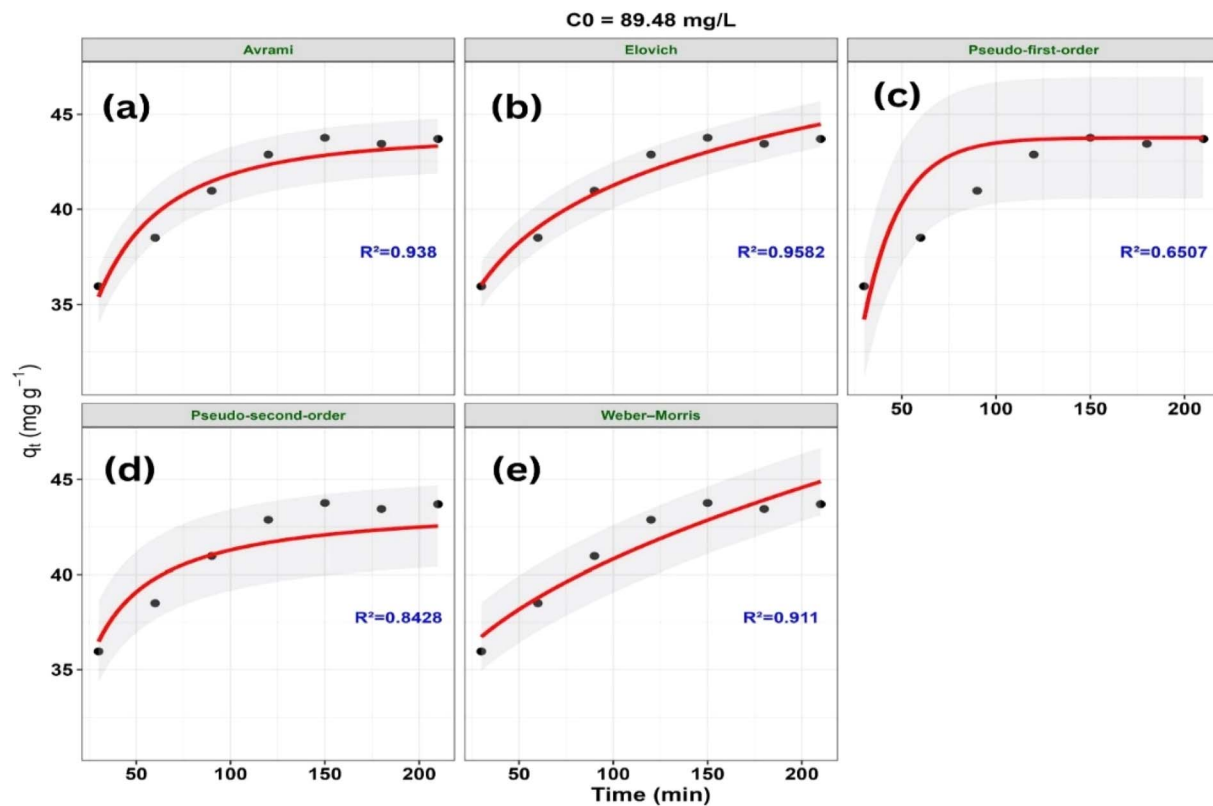 C0 = 89.48 mg/L
Avrami
Elovich
Pseudo-first-order
(a)
(b)
(c)
45
40
35
R²=0.938
R²=0.9582
R²=0.6507
50 100 150 200
Pseudo-second-order
Weber–Morris
(d)
(e)
45
40
35
R²=0.8428
R²=0.911
50 100 150 200
50 100 150 200
qt (mg g⁻¹)
Time (min)